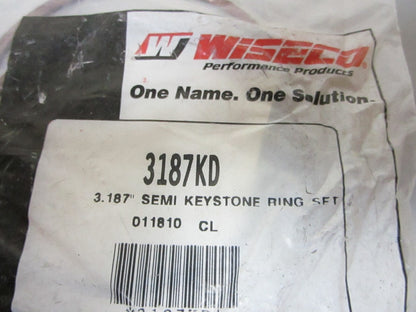 W WISECO
Performance Products
One Name. One Solution.
3187KD
3.187" SEMI KEYSTONE RING SET
011810 CL